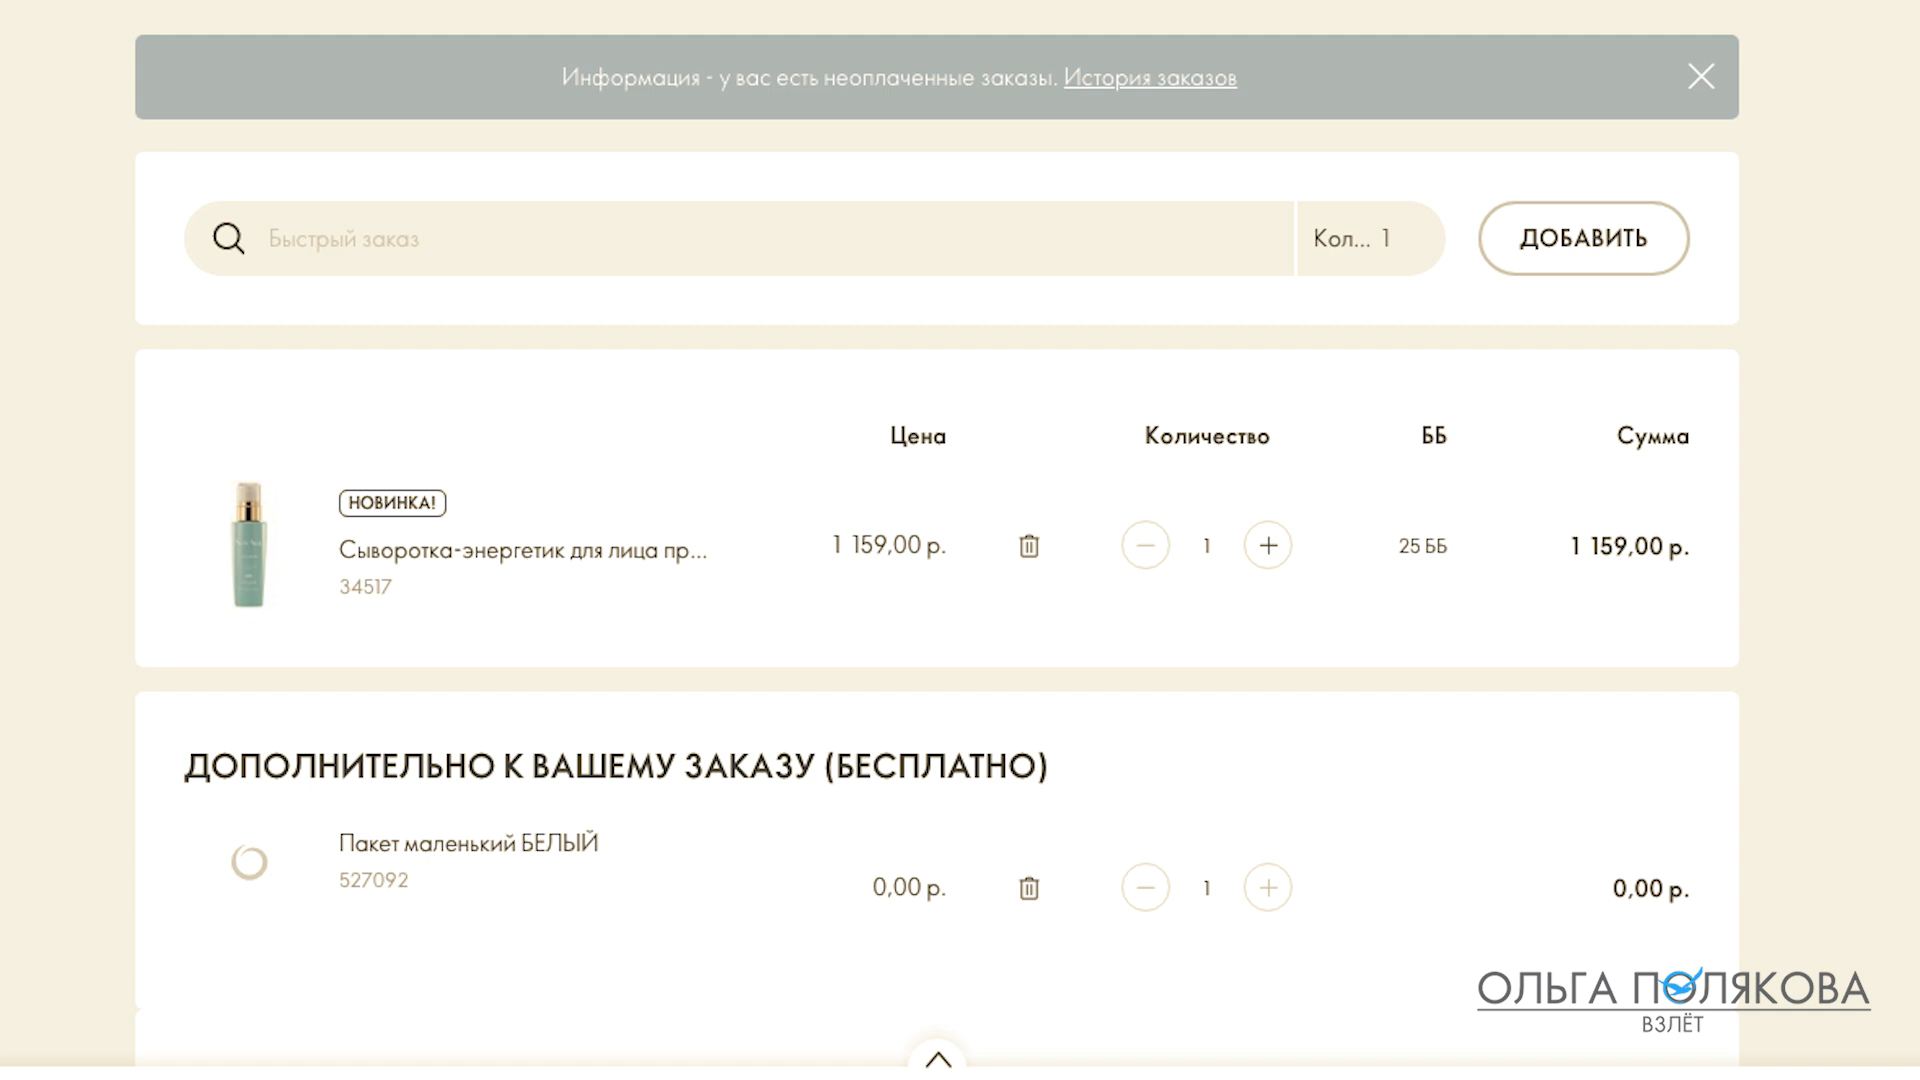 Информация - у вас есть неоплаченные заказы. История заказов
Быстрый заказ
Кол... 1
ДОБАВИТЬ
Цена Количество ББ Сумма
НОВИНКА!
Сыворотка-энергетик для лица пр...
34517
1 159,00 р. 1 25 ББ 1 159,00 р.
ДОПОЛНИТЕЛЬНО К ВАШЕМУ ЗАКАЗУ (БЕСПЛАТНО)
Пакет маленький БЕЛЫЙ
527092
0,00 р. 1 0,00 р.
ОЛЬГА ПОЛЯКОВА
ВЗЛЁТ